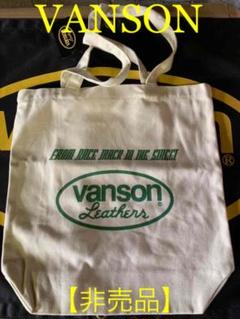 VANSON
FROM RACE TRACK TO THE STREET
vanson®
Leathers
【非売品】